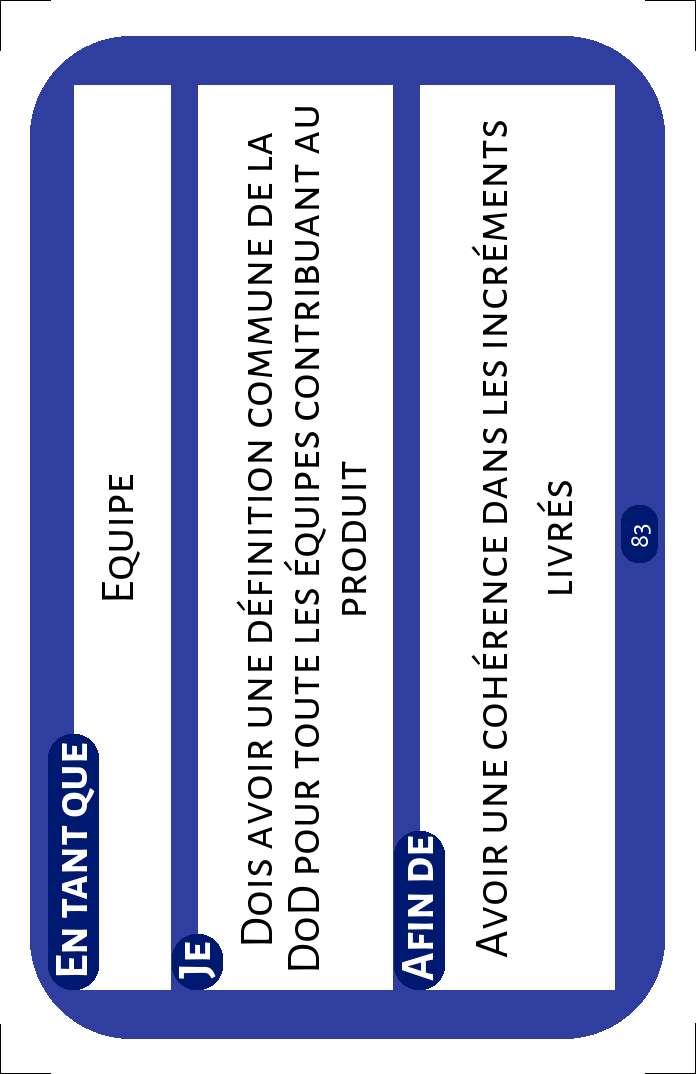 En tant que
Equipe
Je
Dois avoir une définition commune de la
DoD pour toute les équipes contribuant au
produit
Afin de
Avoir une cohérence dans les incréments
livrés
83